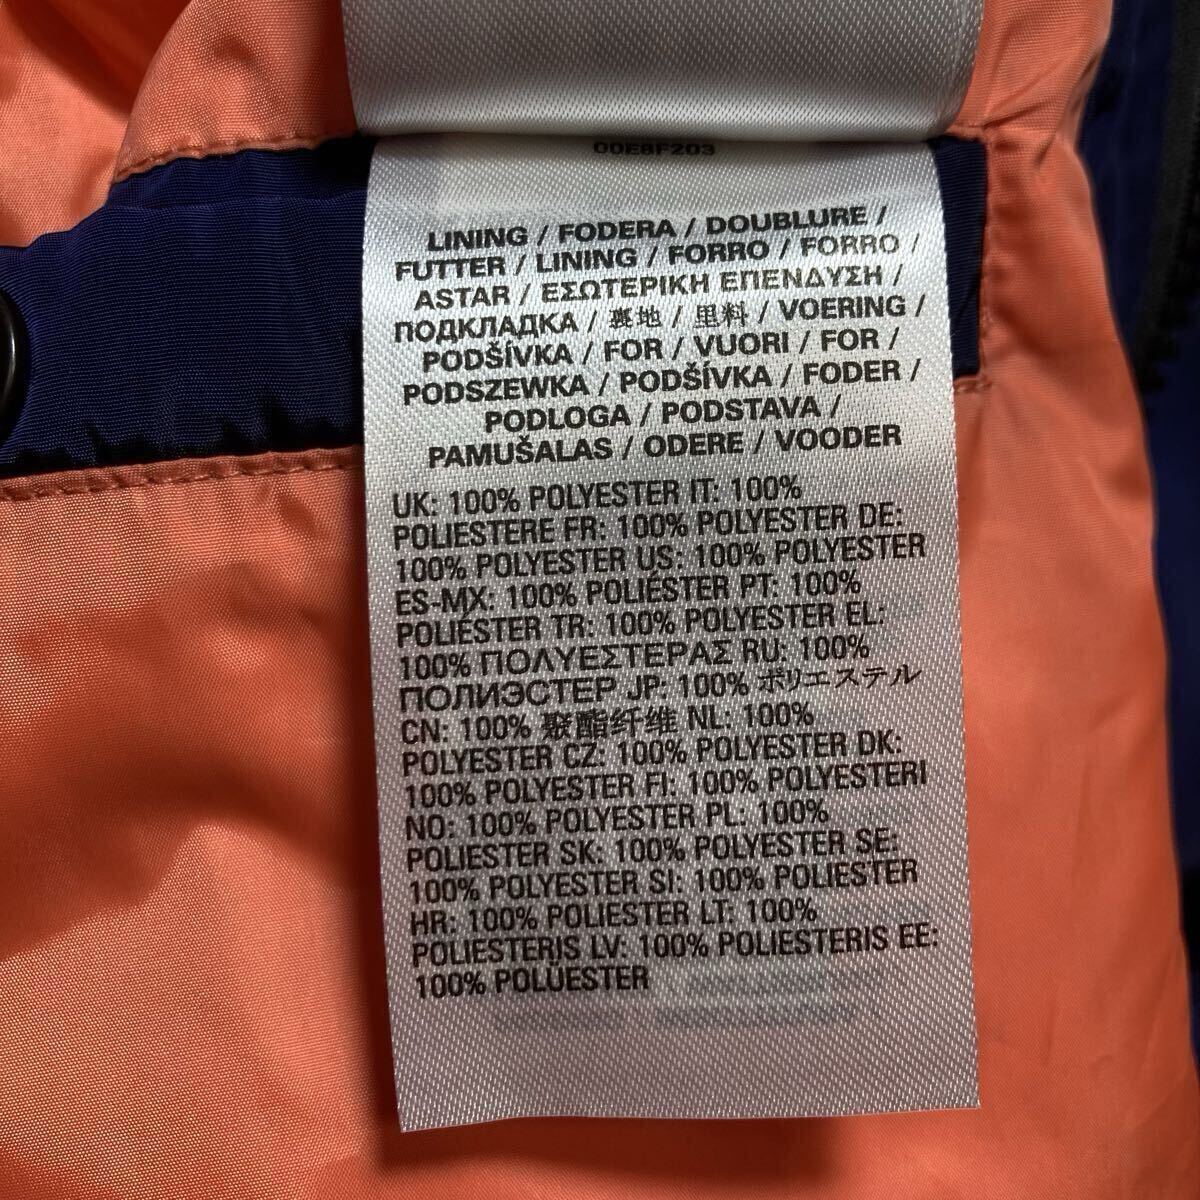 00E8F203
LINING / FODERA / DOUBLURE /
FUTTER / LINING / FORRO / FORRO /
ASTAR / ΕΣΩΤΕΡΙΚΗ ΕΠΕΝΔΥΣΗ /
ПОДКЛАДКА / 裏地 / 里料 / VOERING /
PODŠÍVKA / FOR / VUORI / FOR /
PODSZEWKA / PODŠÍVKA / FODER /
PODLOGA / PODSTAVA /
PAMUŠALAS / ODERE / VOODER
UK: 100% POLYESTER IT: 100%
POLIESTERE FR: 100% POLYESTER DE:
100% POLYESTER US: 100% POLYESTER
ES-MX: 100% POLIÉSTER PT: 100%
POLIÉSTER TR: 100% POLYESTER EL:
100% ΠΟΛΥΕΣΤΕΡΑΣ RU: 100%
ПОЛИЭСТЕР JP: 100% ポリエステル
CN: 100% 聚酯纤维 NL: 100%
POLYESTER CZ: 100% POLYESTER DK:
100% POLYESTER FI: 100% POLYESTERI
NO: 100% POLYESTER PL: 100%
POLIESTER SK: 100% POLYESTER SE:
100% POLYESTER SI: 100% POLIESTER
HR: 100% POLIESTER LT: 100%
POLIESTERIS LV: 100% POLIESTERIS EE:
100% POLÜESTER